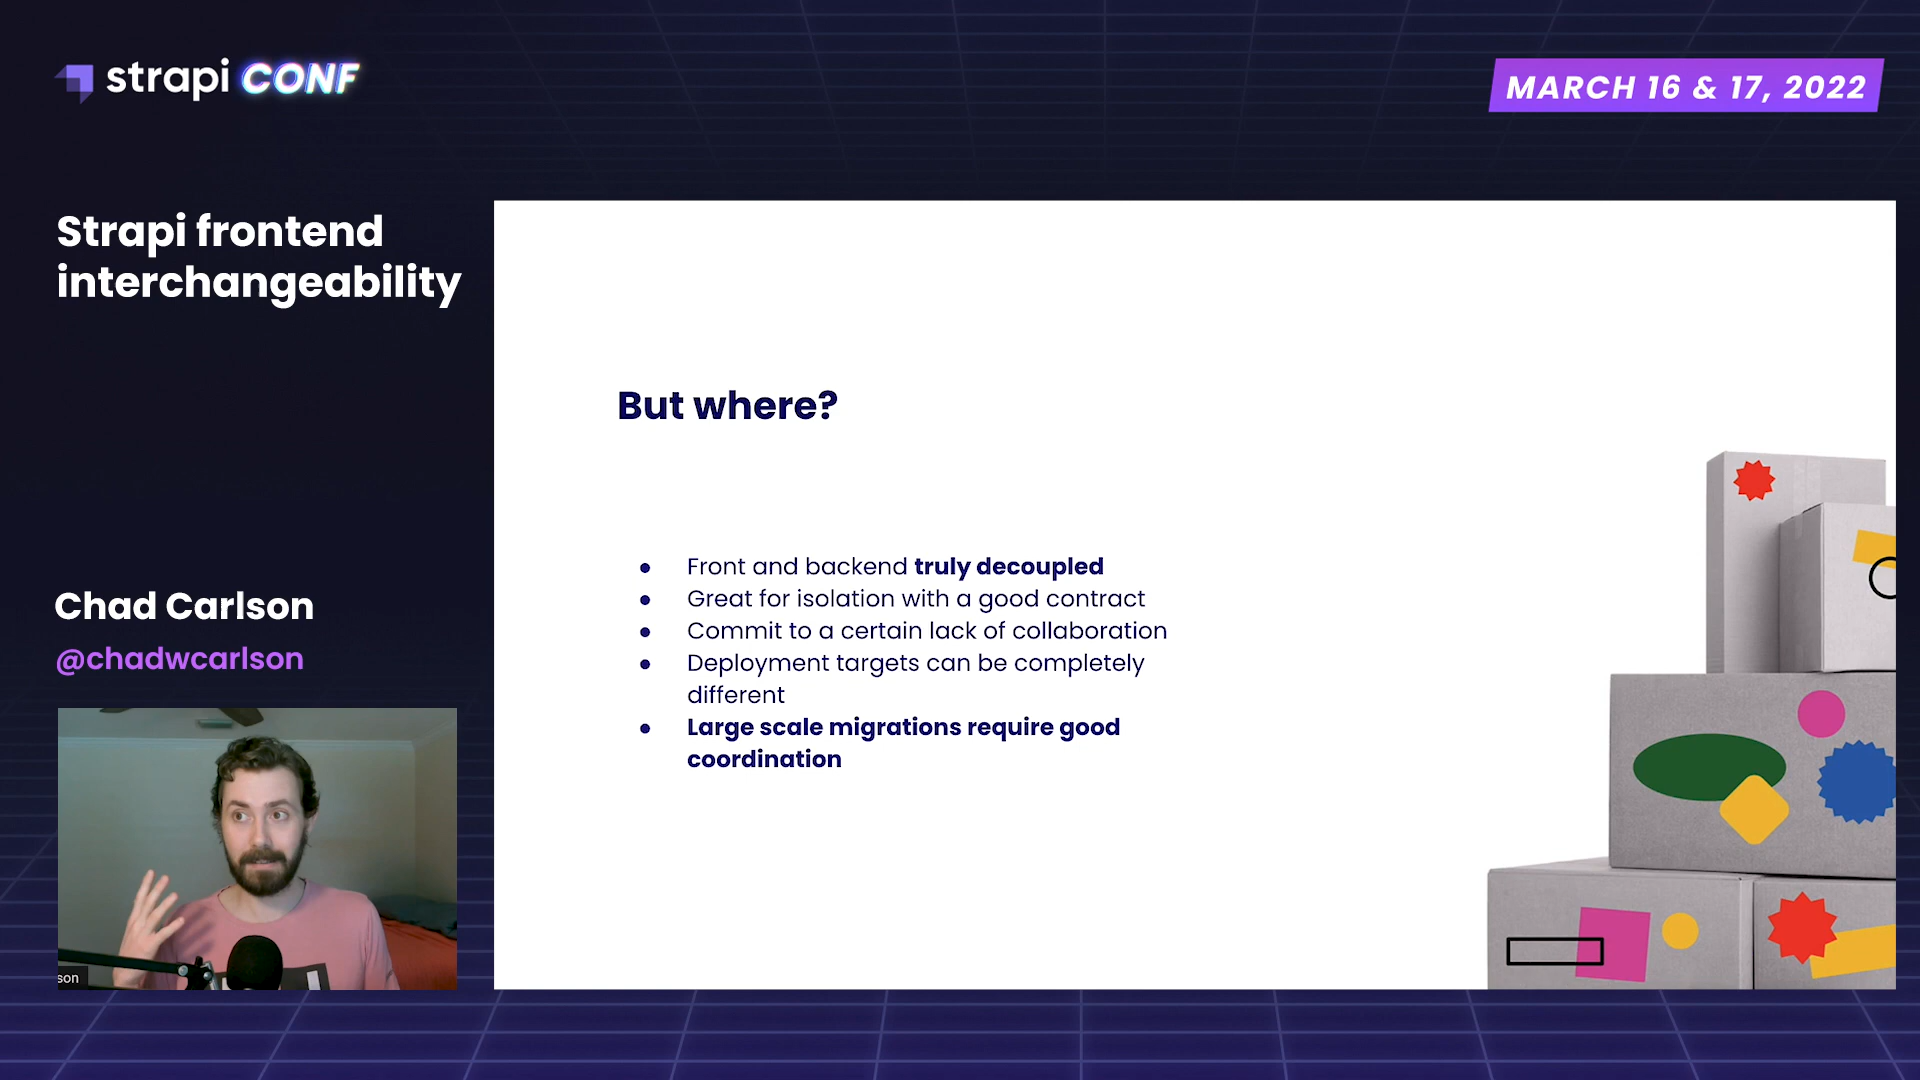 strapi CONF
MARCH 16 & 17, 2022
Strapi frontend
interchangeability
But where?
● Front and backend truly decoupled
● Great for isolation with a good contract
● Commit to a certain lack of collaboration
● Deployment targets can be completely
different
● Large scale migrations require good
coordination
Chad Carlson
@chadwcarlson
son